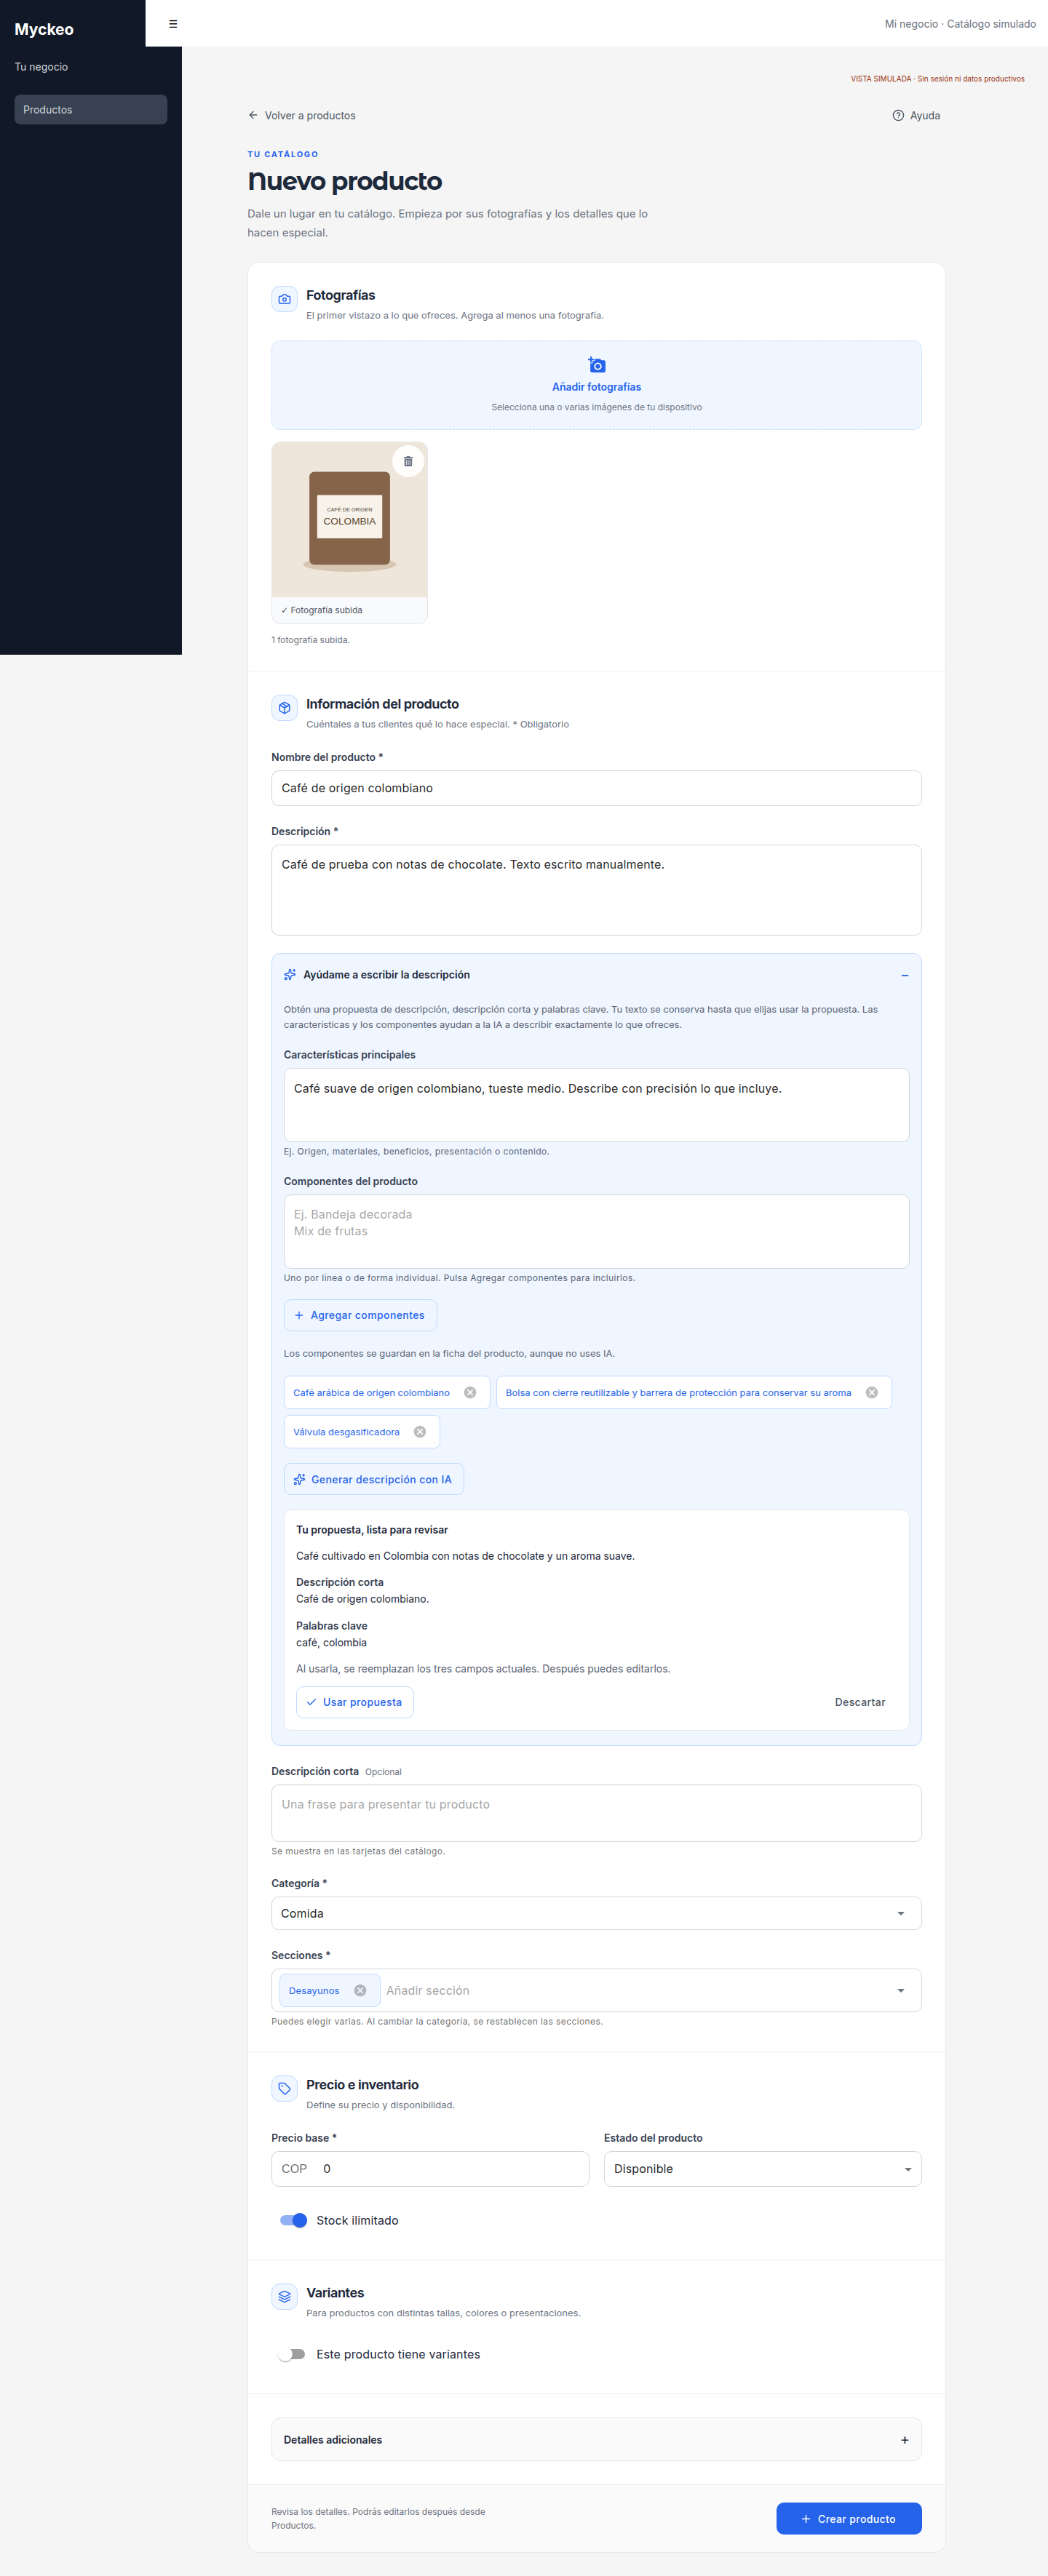 Myckeo
☰
Mi negocio · Catálogo simulado
Tu negocio
Productos
VISTA SIMULADA · Sin sesión ni datos productivos
← Volver a productos
Ayuda
TU CATÁLOGO
Nuevo producto
Dale un lugar en tu catálogo. Empieza por sus fotografías y los detalles que lo
hacen especial.
Fotografías
El primer vistazo a lo que ofreces. Agrega al menos una fotografía.
Añadir fotografías
Selecciona una o varias imágenes de tu dispositivo
CAFÉ DE ORIGEN
COLOMBIA
✓ Fotografía subida
1 fotografía subida.
Información del producto
Cuéntales a tus clientes qué lo hace especial. * Obligatorio
Nombre del producto *
Café de origen colombiano
Descripción *
Café de prueba con notas de chocolate. Texto escrito manualmente.
Ayúdame a escribir la descripción
−
Obtén una propuesta de descripción, descripción corta y palabras clave. Tu texto se conserva hasta que elijas usar la propuesta. Las
características y los componentes ayudan a la IA a describir exactamente lo que ofreces.
Características principales
Café suave de origen colombiano, tueste medio. Describe con precisión lo que incluye.
Ej. Origen, materiales, beneficios, presentación o contenido.
Componentes del producto
Ej. Bandeja decorada
Mix de frutas
Uno por línea o de forma individual. Pulsa Agregar componentes para incluirlos.
+ Agregar componentes
Los componentes se guardan en la ficha del producto, aunque no uses IA.
Café arábica de origen colombiano
Bolsa con cierre reutilizable y barrera de protección para conservar su aroma
Válvula desgasificadora
Generar descripción con IA
Tu propuesta, lista para revisar
Café cultivado en Colombia con notas de chocolate y un aroma suave.
Descripción corta
Café de origen colombiano.
Palabras clave
café, colombia
Al usarla, se reemplazan los tres campos actuales. Después puedes editarlos.
✓ Usar propuesta
Descartar
Descripción corta Opcional
Una frase para presentar tu producto
Se muestra en las tarjetas del catálogo.
Categoría *
Comida
Secciones *
Desayunos
Añadir sección
Puedes elegir varias. Al cambiar la categoría, se restablecen las secciones.
Precio e inventario
Define su precio y disponibilidad.
Precio base *
Estado del producto
COP 0
Disponible
Stock ilimitado
Variantes
Para productos con distintas tallas, colores o presentaciones.
Este producto tiene variantes
Detalles adicionales
+
Revisa los detalles. Podrás editarlos después desde
Productos.
+ Crear producto